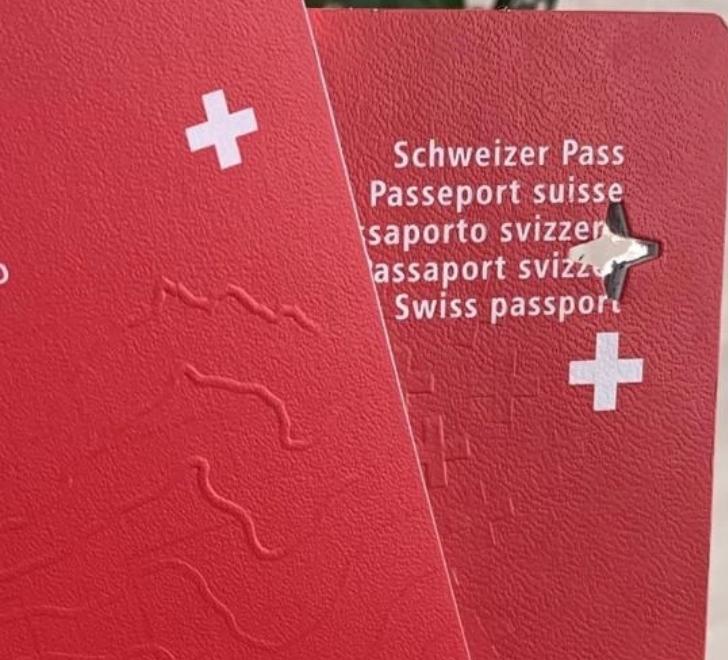 Schweizer Pass
Passeport suisse
saporto svizzer
assaport svizz
Swiss passport